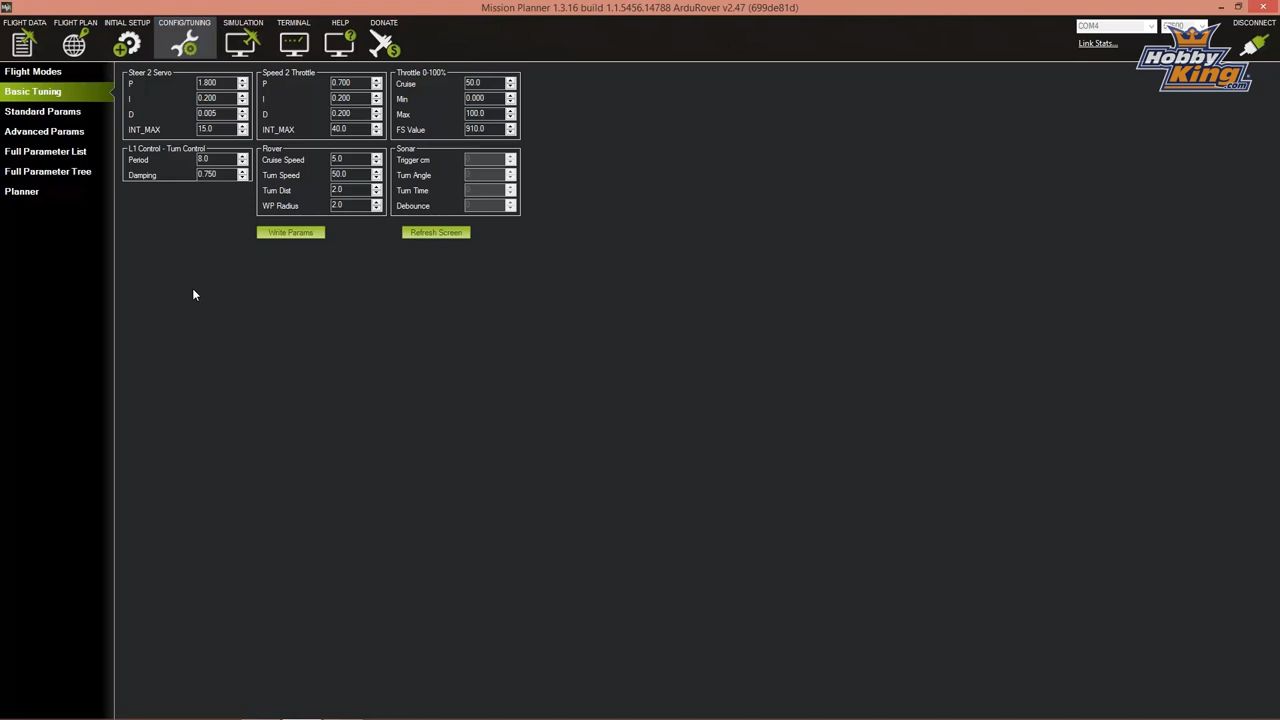 Mission Planner 1.3.16 build 1.1.5456.14788 ArduRover v2.47 (699de81d)
FLIGHT DATA FLIGHT PLAN INITIAL SETUP CONFIG/TUNING SIMULATION TERMINAL HELP DONATE
COM4
DISCONNECT
Link Stats...
Hobby
King
.com
Flight Modes
Basic Tuning
Standard Params
Advanced Params
Full Parameter List
Full Parameter Tree
Planner
Steer 2 Servo
P 1.800
I 0.200
D 0.005
INT_MAX 15.0
Speed 2 Throttle
P 0.700
I 0.200
D 0.200
INT_MAX 40.0
Throttle 0-100%
Cruise 50.0
Min 0.000
Max 100.0
FS Value 910.0
L1 Control - Turn Control
Period 8.0
Damping 0.750
Rover
Cruise Speed 5.0
Turn Speed 50.0
Turn Dist 2.0
WP Radius 2.0
Sonar
Trigger cm 0
Turn Angle 0
Turn Time 0
Debounce 0
Write Params
Refresh Screen